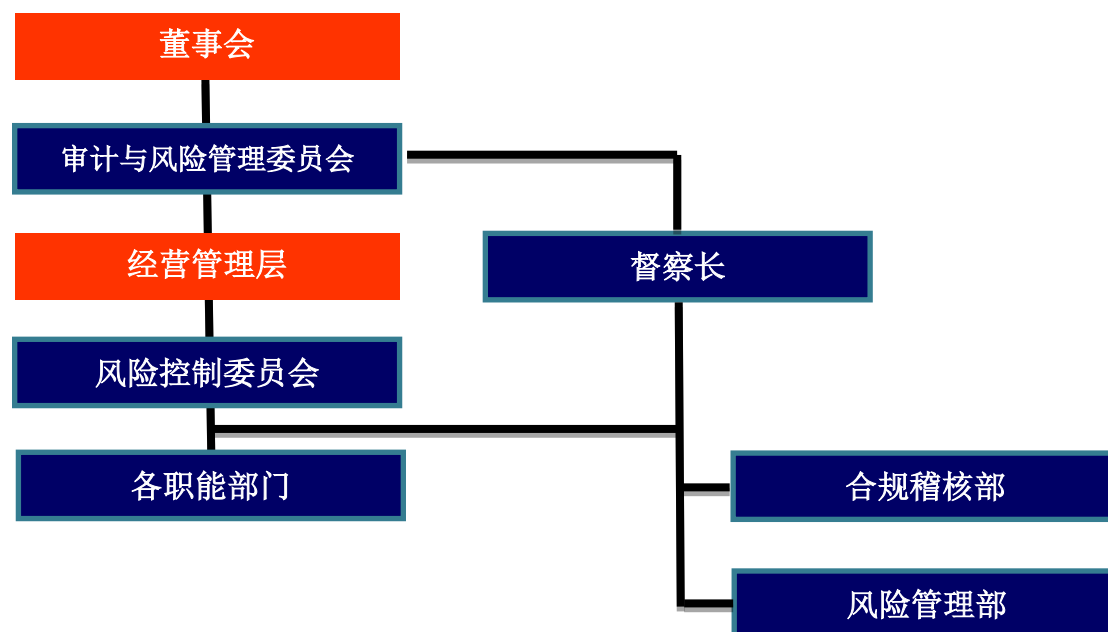 董事会
审计与风险管理委员会
经营管理层
督察长
风险控制委员会
各职能部门
合规稽核部
风险管理部